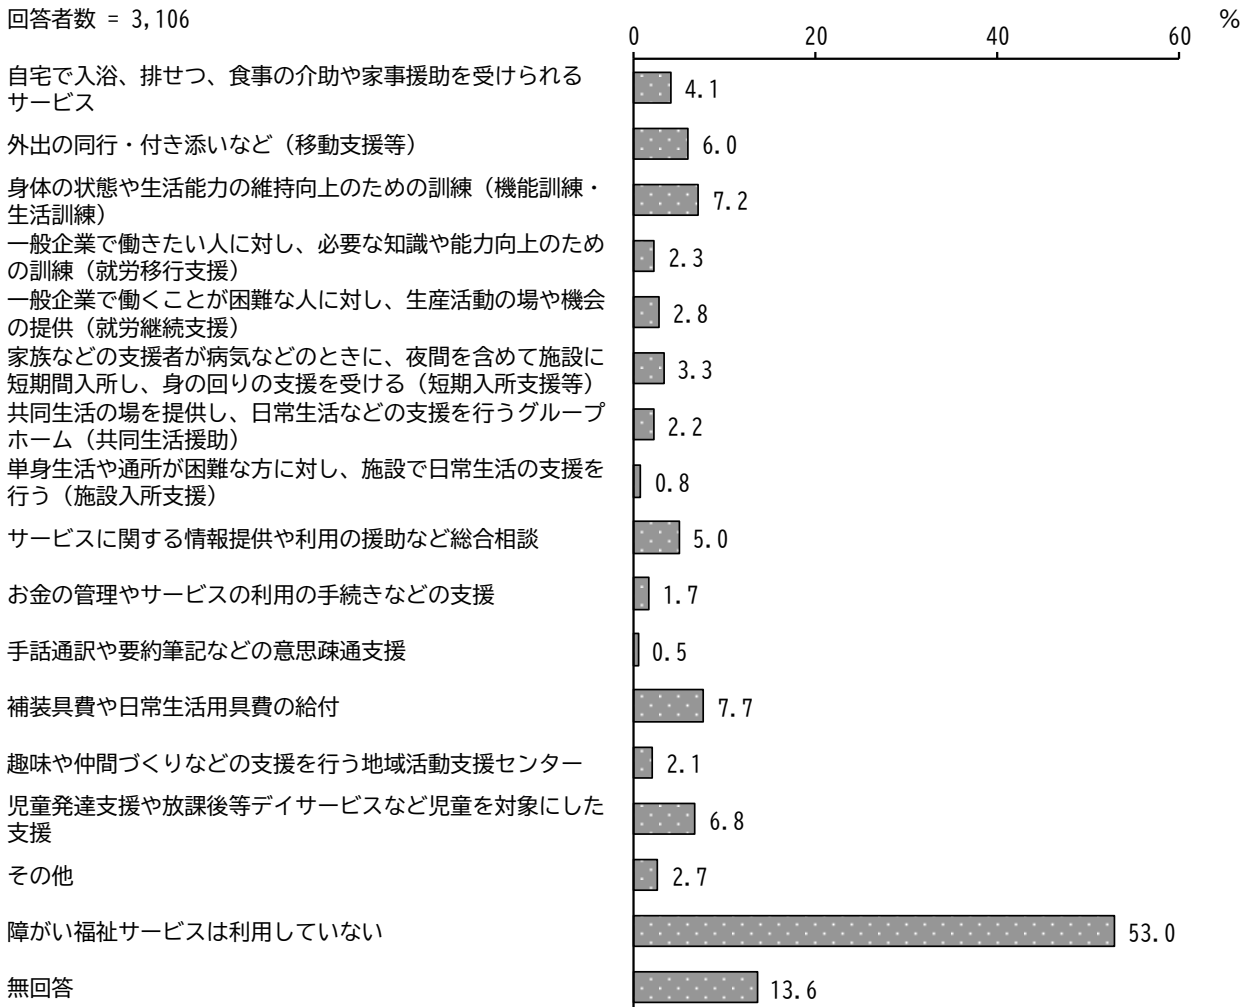 回答者数 = 3,106
%
0 20 40 60
自宅で入浴、排せつ、食事の介助や家事援助を受けられる
サービス
4.1
外出の同行・付き添いなど（移動支援等）
6.0
身体の状態や生活能力の維持向上のための訓練（機能訓練・
生活訓練）
7.2
一般企業で働きたい人に対し、必要な知識や能力向上のため
の訓練（就労移行支援）
2.3
一般企業で働くことが困難な人に対し、生産活動の場や機会
の提供（就労継続支援）
2.8
家族などの支援者が病気などのときに、夜間を含めて施設に
短期間入所し、身の回りの支援を受ける（短期入所支援等）
3.3
共同生活の場を提供し、日常生活などの支援を行うグループ
ホーム（共同生活援助）
2.2
単身生活や通所が困難な方に対し、施設で日常生活の支援を
行う（施設入所支援）
0.8
サービスに関する情報提供や利用の援助など総合相談
5.0
お金の管理やサービスの利用の手続きなどの支援
1.7
手話通訳や要約筆記などの意思疎通支援
0.5
補装具費や日常生活用具費の給付
7.7
趣味や仲間づくりなどの支援を行う地域活動支援センター
2.1
児童発達支援や放課後等デイサービスなど児童を対象にした
支援
6.8
その他
2.7
障がい福祉サービスは利用していない
53.0
無回答
13.6